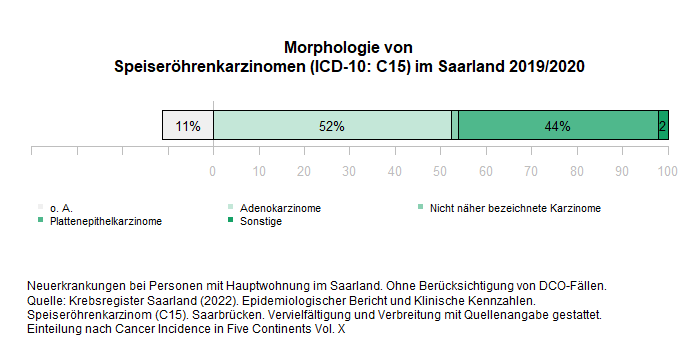 Morphologie von
Speiseröhrenkarzinomen (ICD-10: C15) im Saarland 2019/2020
11% 52% 44% 2
0 10 20 30 40 50 60 70 80 90 100
o. A. Adenokarzinome Nicht näher bezeichnete Karzinome
Plattenepithelkarzinome Sonstige
Neuerkrankungen bei Personen mit Hauptwohnung im Saarland. Ohne Berücksichtigung von DCO-Fällen.
Quelle: Krebsregister Saarland (2022). Epidemiologischer Bericht und Klinische Kennzahlen.
Speiseröhrenkarzinom (C15). Saarbrücken. Vervielfältigung und Verbreitung mit Quellenangabe gestattet.
Einteilung nach Cancer Incidence in Five Continents Vol. X